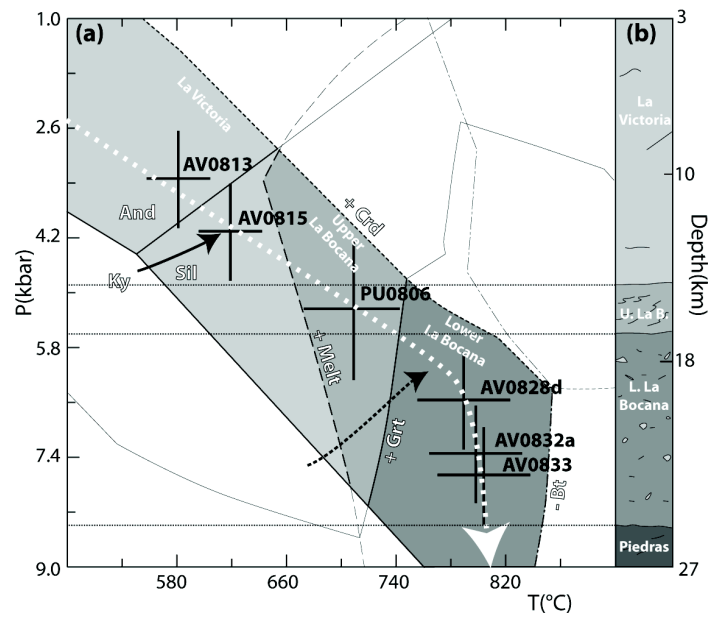 (a)
(b)
1.0
2.6
4.2
5.8
7.4
9.0
P(kbar)
580
660
740
820
T(°C)
3
10
18
27
Depth(km)
La Victoria
AV0813
And
AV0815
Ky
Sil
+ Crd
Upper
La Bocana
PU0806
+ Melt
Lower
La Bocana
AV0828d
AV0832a
AV0833
+ Grt
- Bt
La
Victoria
U. La B.
L. La
Bocana
Piedras